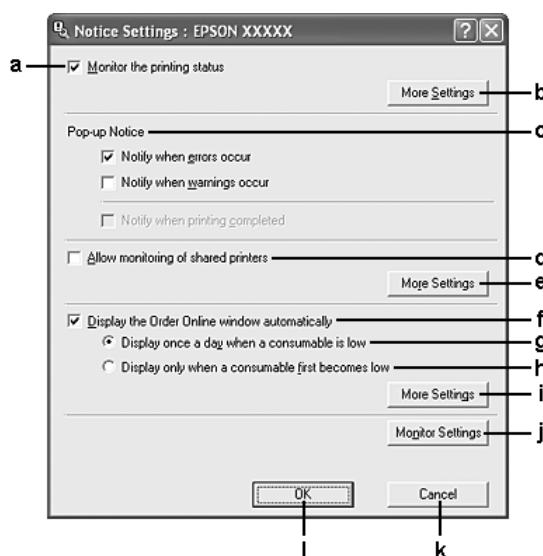 Notice Settings : EPSON XXXXX
a
Monitor the printing status
More Settings
b
Pop-up Notice
c
Notify when errors occur
Notify when warnings occur
Notify when printing completed
Allow monitoring of shared printers
d
More Settings
e
Display the Order Online window automatically
f
Display once a day when a consumable is low
g
Display only when a consumable first becomes low
h
More Settings
i
Monitor Settings
j
OK
Cancel
l
k